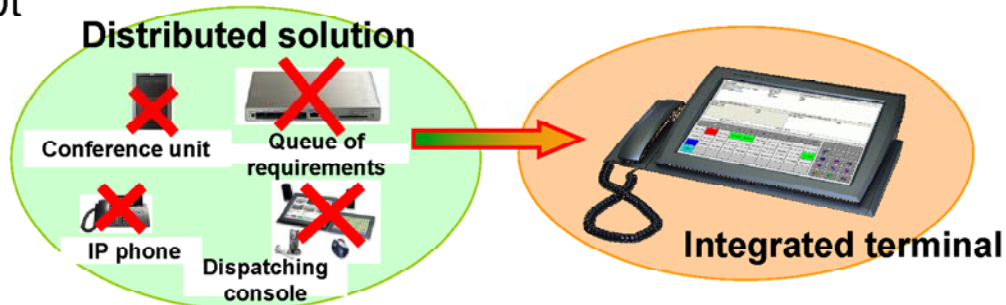 Distributed solution
Conference unit
Queue of
requirements
IP phone
Dispatching
console
Integrated terminal